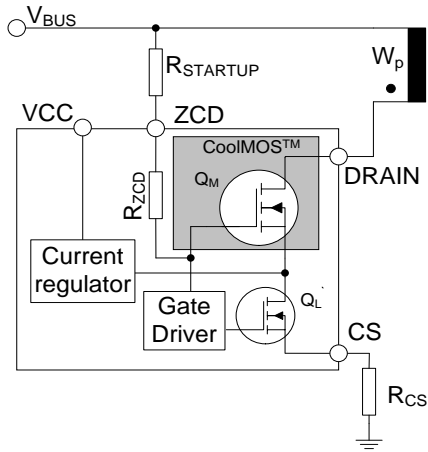 VBUS
RSTARTUP
Wp
VCC
ZCD
CoolMOS™
DRAIN
QM
RZCD
Current
regulator
Gate
Driver
QL
CS
RCS